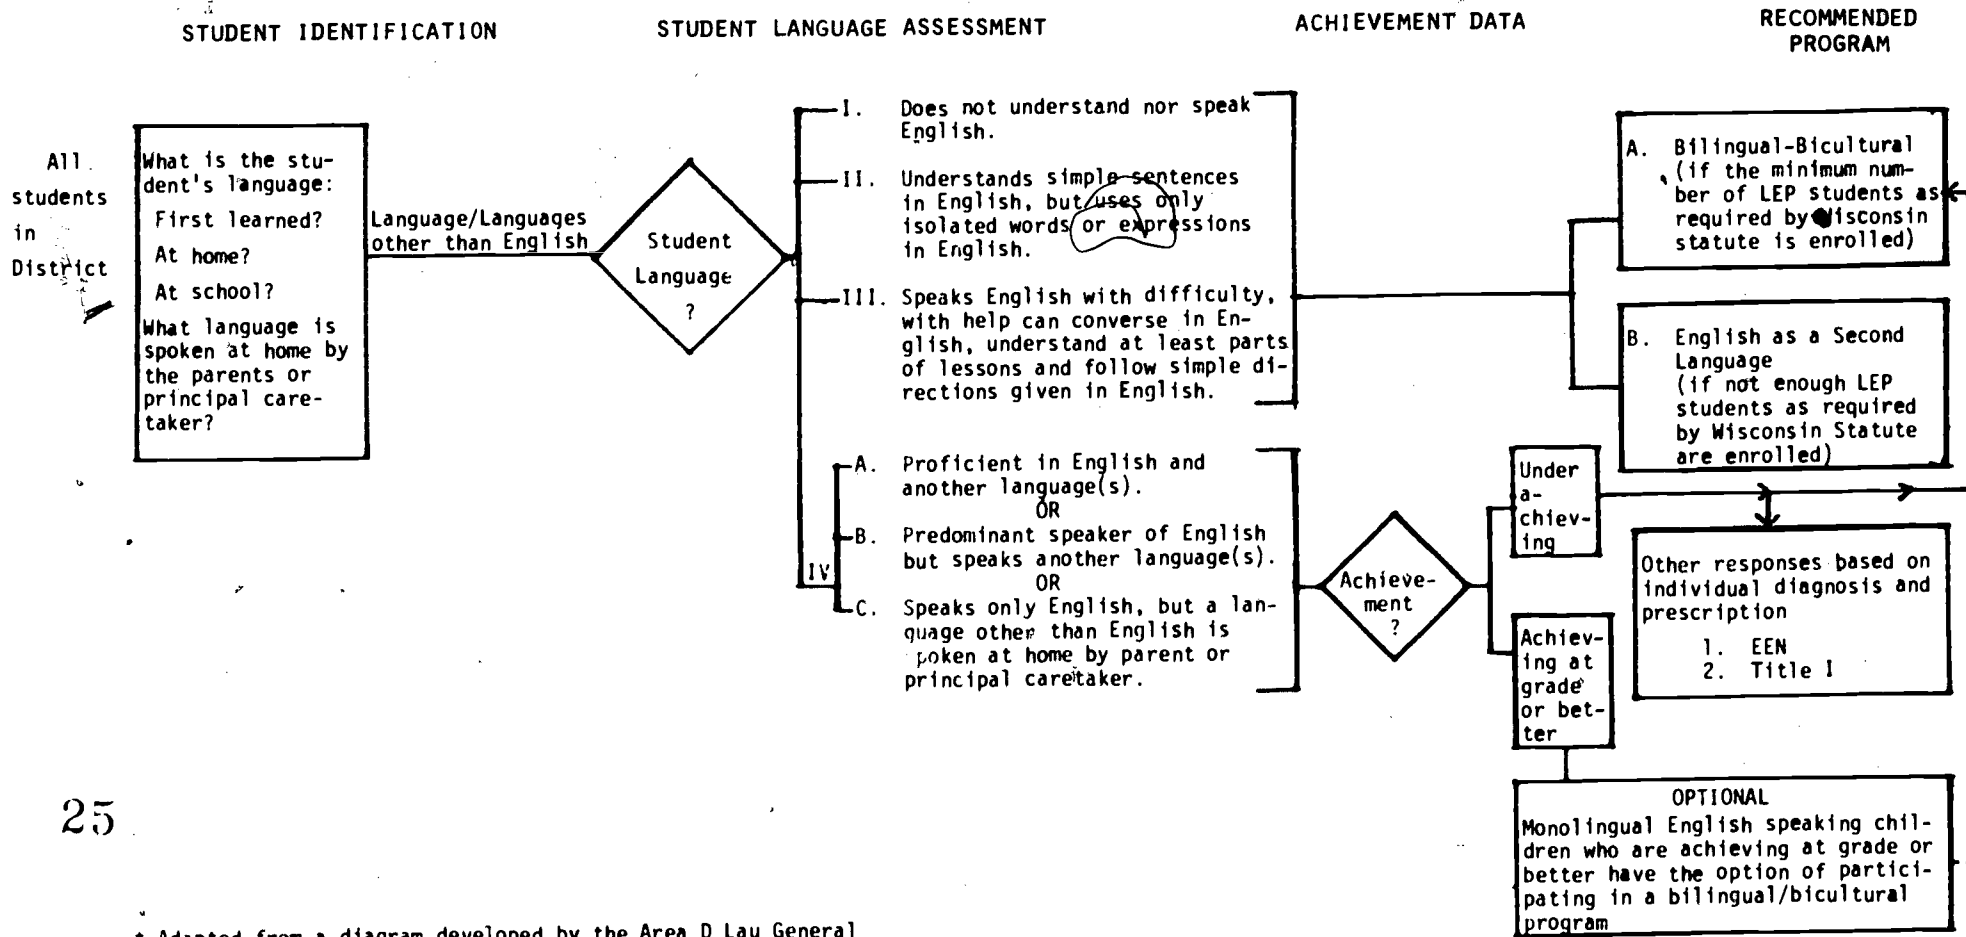 STUDENT IDENTIFICATION
STUDENT LANGUAGE ASSESSMENT
ACHIEVEMENT DATA
RECOMMENDED
PROGRAM
All
students
in
District
What is the stu-
dent's language:
First learned?
At home?
At school?
What language is
spoken at home by
the parents or
principal care-
taker?
Language/Languages
other than English
Student
Language
?
I. Does not understand nor speak
English.
II. Understands simple sentences
in English, but uses only
isolated words or expressions
in English.
III. Speaks English with difficulty,
with help can converse in En-
glish, understand at least parts
of lessons and follow simple di-
rections given in English.
IV
A. Proficient in English and
another language(s).
OR
B. Predominant speaker of English
but speaks another language(s).
OR
C. Speaks only English, but a lan-
guage other than English is
poken at home by parent or
principal caretaker.
Achieve-
ment
?
Under
a-
chiev-
ing
Achiev-
ing at
grade
or bet-
ter
A. Bilingual-Bicultural
(if the minimum num-
ber of LEP students as
required by Wisconsin
statute is enrolled)
B. English as a Second
Language
(if not enough LEP
students as required
by Wisconsin Statute
are enrolled)
Other responses based on
individual diagnosis and
prescription
1. EEN
2. Title I
OPTIONAL
Monolingual English speaking chil-
dren who are achieving at grade or
better have the option of partici-
pating in a bilingual/bicultural
program
25
* Adapted from a diagram developed by the Area D Lau General